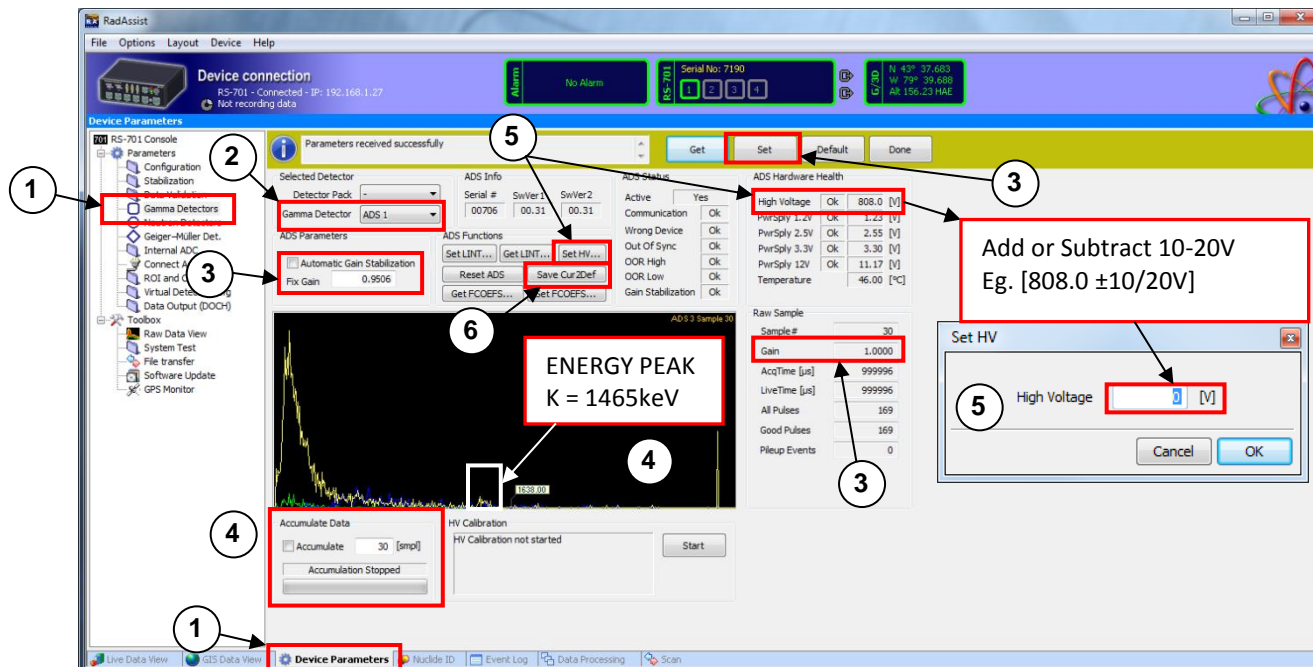 RadAssist
File Options Layout Device Help
Device connection
RS-701 - Connected - IP: 192.168.1.27
Not recording data
Alarm
No Alarm
RS-701
Serial No: 7190
1 2 3 4
G/3D
N 43° 37.683
W 79° 39.688
Alt 156.23 HAE
Device Parameters
701 RS-701 Console
Parameters
Configuration
Stabilization
Data Validation
Gamma Detectors
Neutron Detectors
Geiger-Müller Det.
Internal ADC
Connect A
ROI and C
Virtual Dete
Data Output (DOCH)
Toolbox
Raw Data View
System Test
File transfer
Software Update
GPS Monitor
1
2
3
Parameters received successfully
5
Get Set Default Done
3
Selected Detector
Detector Pack -
Gamma Detector ADS 1
ADS Parameters
Automatic Gain Stabilization
Fix Gain 0.9506
ADS Info
Serial # SwVer1 SwVer2
00706 00.31 00.31
ADS Functions
Set LINT... Get LINT... Set HV...
Reset ADS Save Cur2Def
Get FCOEFS... Set FCOEFS...
6
ADS Status
Active Yes
Communication Ok
Wrong Device Ok
Out Of Sync Ok
OOR High Ok
OOR Low Ok
Gain Stabilization Ok
ADS Hardware Health
High Voltage Ok 808.0 [V]
PwrSply 1.2V Ok 1.23 [V]
PwrSply 2.5V Ok 2.55 [V]
PwrSply 3.3V Ok 3.30 [V]
PwrSply 12V Ok 11.17 [V]
Temperature 46.00 [°C]
Add or Subtract 10-20V
Eg. [808.0 ±10/20V]
ADS 3 Sample 30
ENERGY PEAK
K = 1465keV
4
1638.00
Raw Sample
Sample# 30
Gain 1.0000
AcqTime [µs] 999996
LiveTime [µs] 999996
All Pulses 169
Good Pulses 169
Pileup Events 0
3
Set HV
5
High Voltage 0 [V]
Cancel OK
4
Accumulate Data
Accumulate 30 [smpl]
Accumulation Stopped
HV Calibration
HV Calibration not started
Start
1
Live Data View GIS Data View Device Parameters Nuclide ID Event Log Data Processing Scan